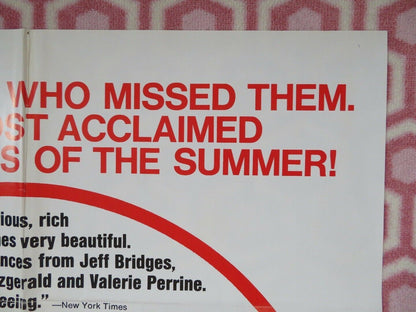 WHO MISSED THEM.
ST ACCLAIMED
S OF THE SUMMER!
ious, rich
es very beautiful.
nces from Jeff Bridges,
zgerald and Valerie Perrine.
eeing." —New York Times